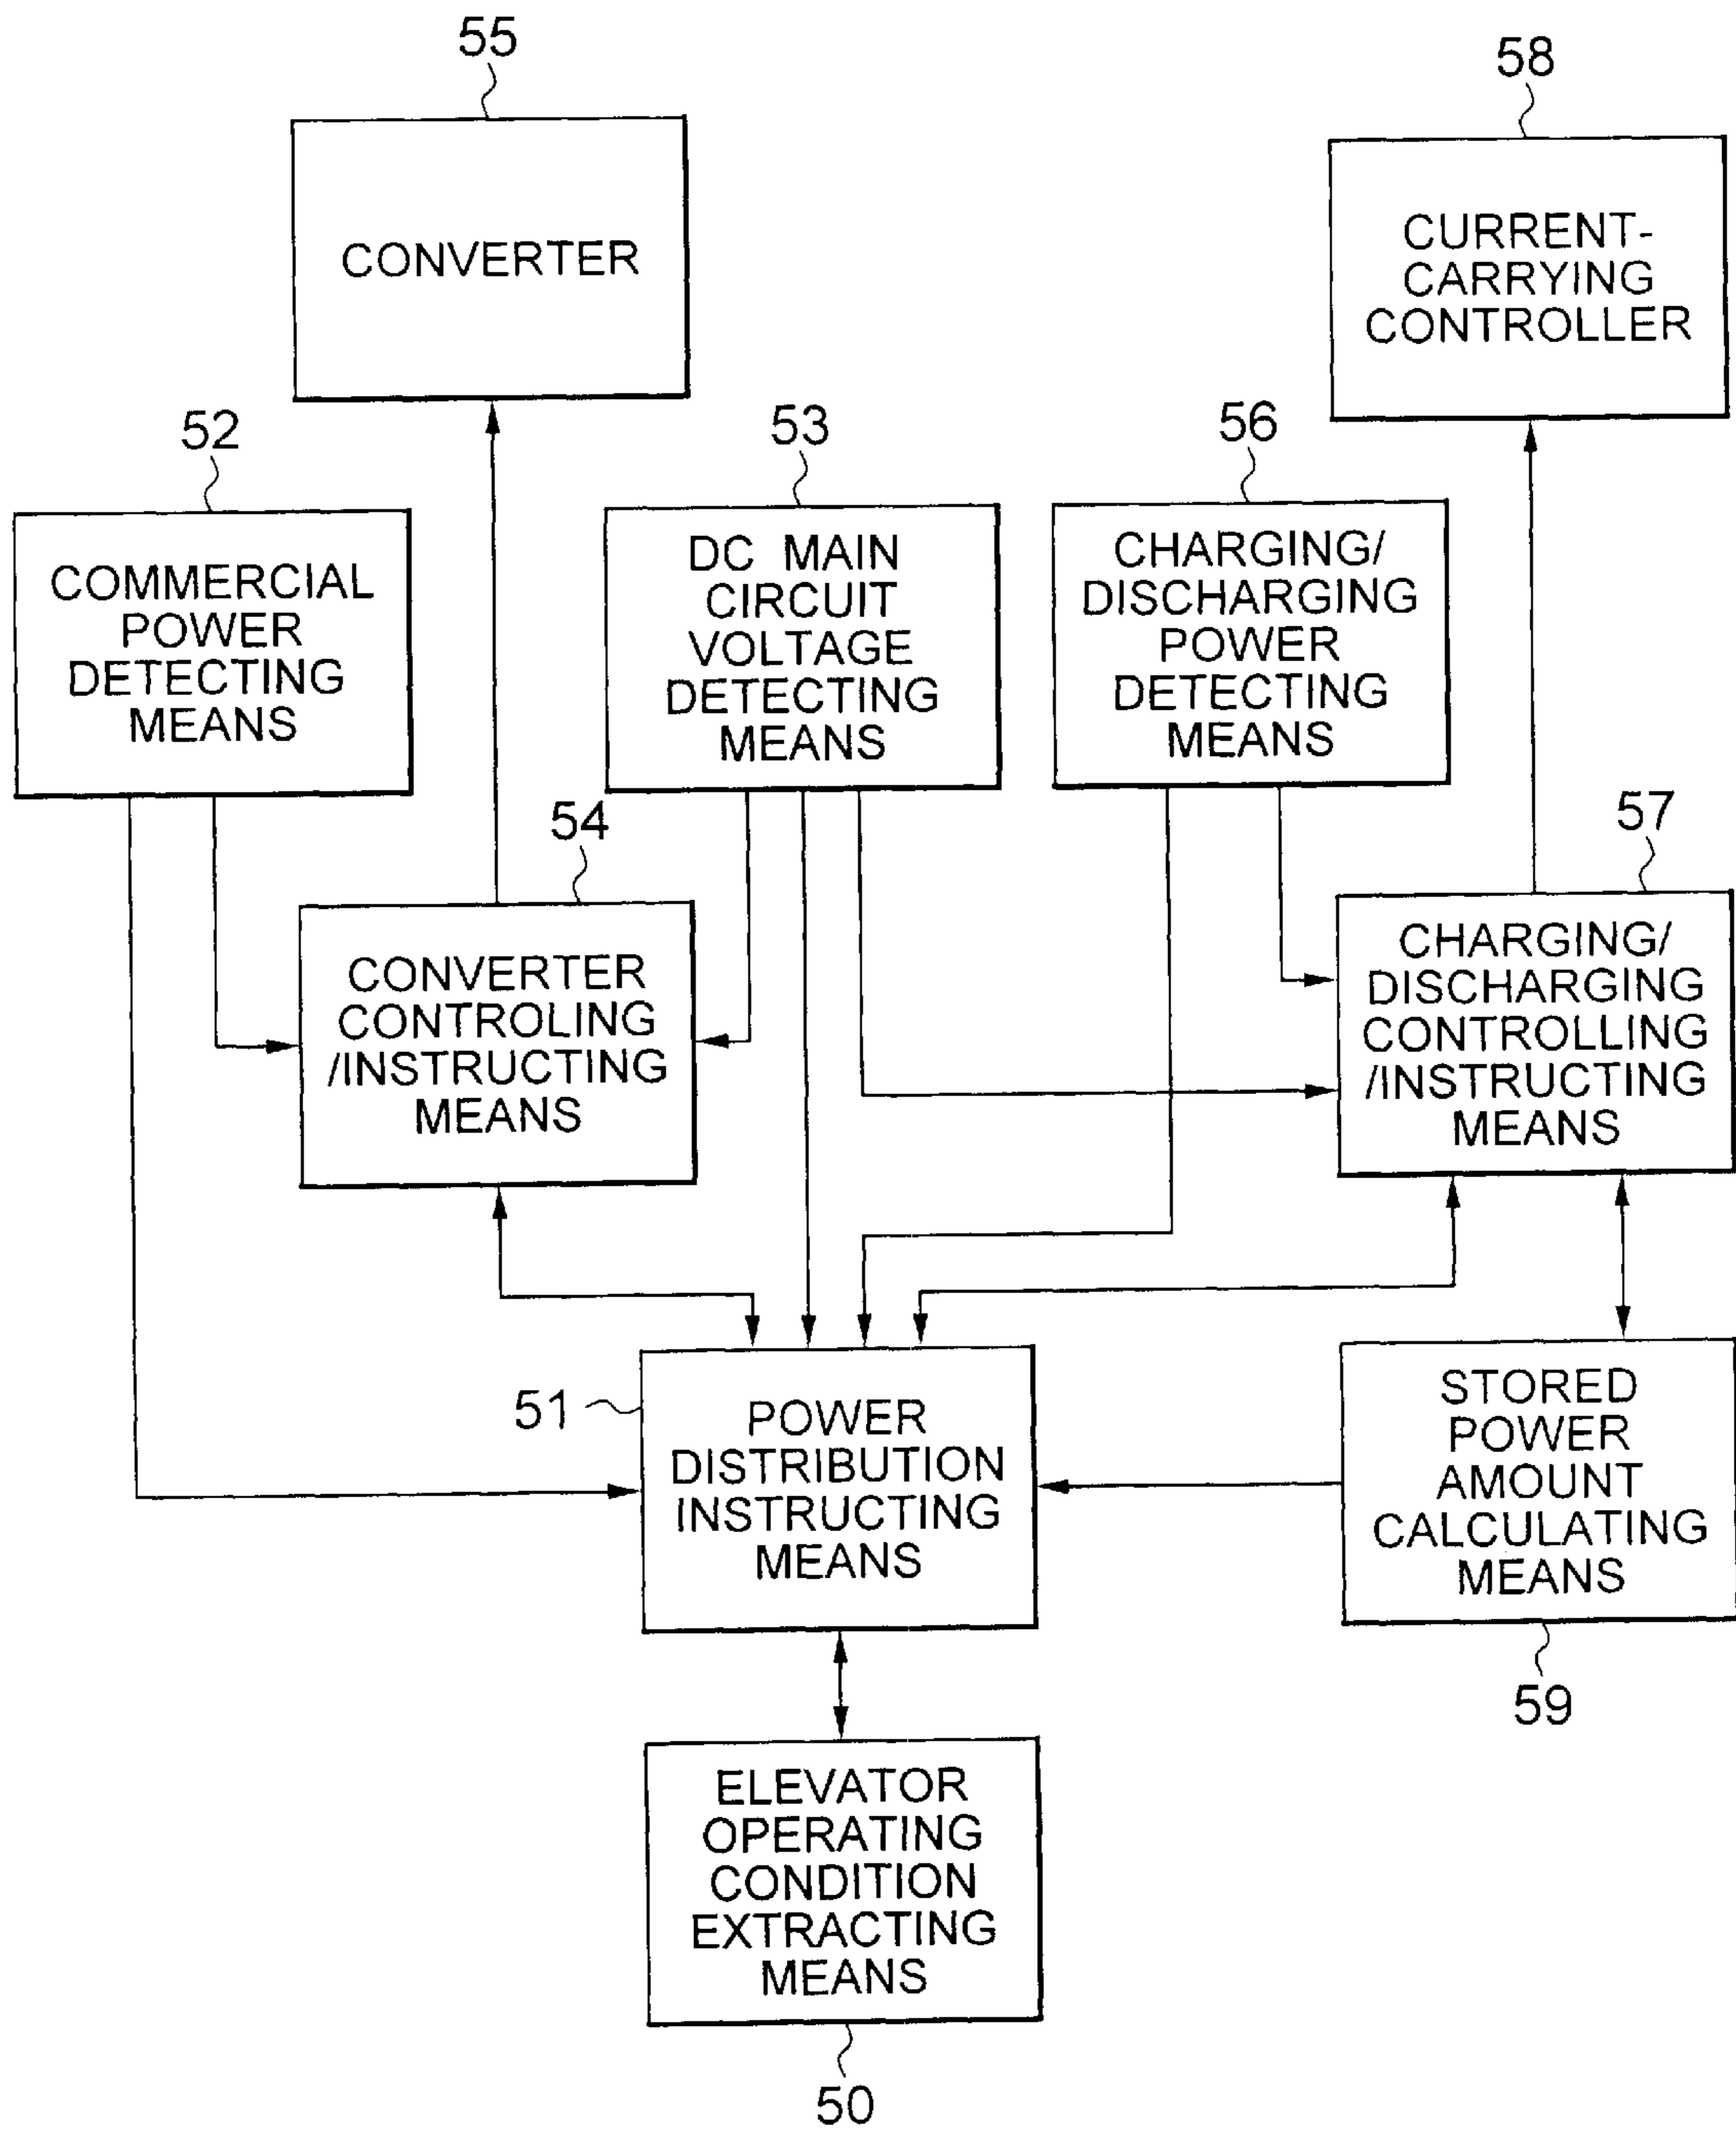 55
CONVERTER
58
CURRENT-
CARRYING
CONTROLLER
52
COMMERCIAL
POWER
DETECTING
MEANS
53
DC MAIN
CIRCUIT
VOLTAGE
DETECTING
MEANS
56
CHARGING/
DISCHARGING
POWER
DETECTING
MEANS
54
CONVERTER
CONTROLING
/INSTRUCTING
MEANS
57
CHARGING/
DISCHARGING
CONTROLLING
/INSTRUCTING
MEANS
51
POWER
DISTRIBUTION
INSTRUCTING
MEANS
STORED
POWER
AMOUNT
CALCULATING
MEANS
59
ELEVATOR
OPERATING
CONDITION
EXTRACTING
MEANS
50